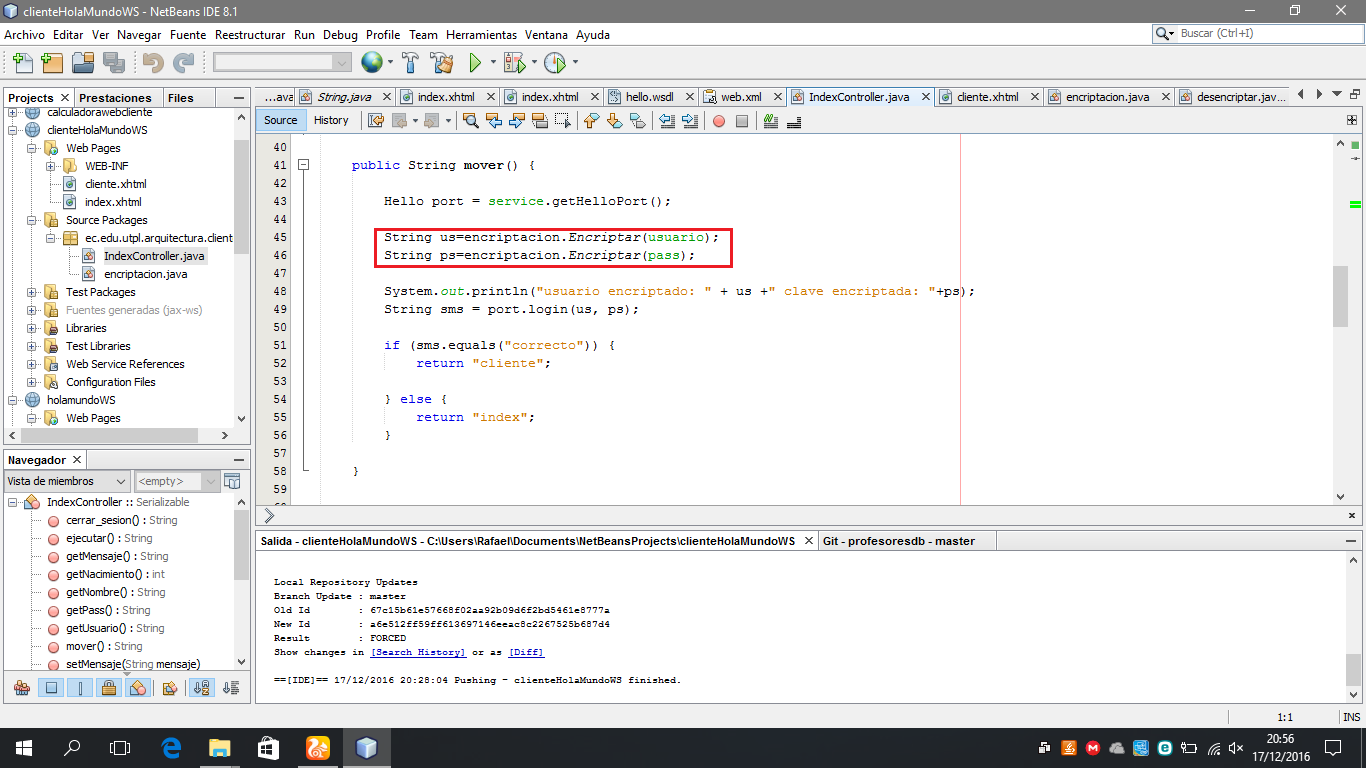 clienteHolaMundoWS - NetBeans IDE 8.1
Archivo Editar Ver Navegar Fuente Reestructurar Run Debug Profile Team Herramientas Ventana Ayuda
Buscar (Ctrl+I)
Projects Prestaciones Files
...ava String.java index.xhtml index.xhtml hello.wsdl web.xml IndexController.java cliente.xhtml encriptacion.java desencriptar.jav...
Source History
calculadorawebcliente
clienteHolaMundoWS
Web Pages
WEB-INF
cliente.xhtml
index.xhtml
Source Packages
ec.edu.utpl.arquitectura.client
IndexController.java
encriptacion.java
Test Packages
Fuentes generadas (jax-ws)
Libraries
Test Libraries
Web Service References
Configuration Files
holamundoWS
Web Pages
40
41 public String mover() {
42
43 Hello port = service.getHelloPort();
44
45 String us=encriptacion.Encriptar(usuario);
46 String ps=encriptacion.Encriptar(pass);
47
48 System.out.println("usuario encriptado: " + us +" clave encriptada: "+ps);
49 String sms = port.login(us, ps);
50
51 if (sms.equals("correcto")) {
52 return "cliente";
53
54 } else {
55 return "index";
56 }
57
58 }
59
Navegador
Vista de miembros <empty>
IndexController :: Serializable
cerrar_sesion() : String
ejecutar() : String
getMensaje() : String
getNacimiento() : int
getNombre() : String
getPass() : String
getUsuario() : String
mover() : String
setMensaje(String mensaje)
Salida - clienteHolaMundoWS - C:\Users\Rafael\Documents\NetBeansProjects\clienteHolaMundoWS Git - profesoresdb - master
Local Repository Updates
Branch Update : master
Old Id : 67c15b61e57668f02aa92b09d6f2bd5461e8777a
New Id : a6e512ff59ff613697146eeac8c2267525b687d4
Result : FORCED
Show changes in [Search History] or as [Diff]
==[IDE]== 17/12/2016 20:28:04 Pushing - clienteHolaMundoWS finished.
1:1 INS
20:56
17/12/2016